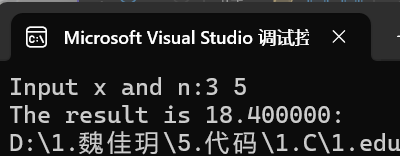 Microsoft Visual Studio 调试控
Input x and n:3 5
The result is 18.400000:
D:\1.魏佳玥\5.代码\1.C\1.edu